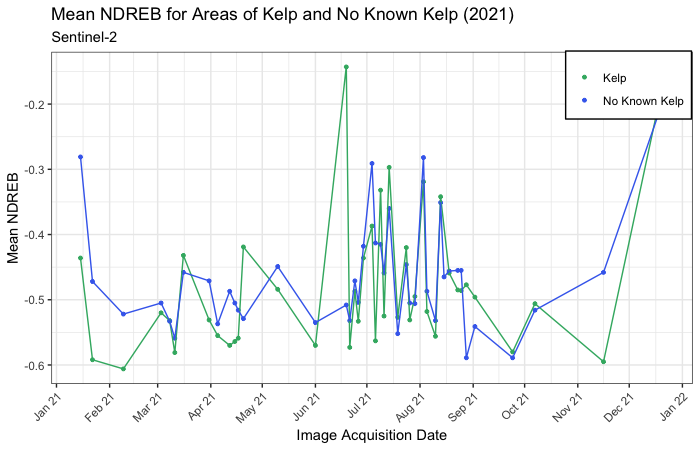 Mean NDREB for Areas of Kelp and No Known Kelp (2021)
Sentinel-2
Kelp
No Known Kelp
-0.2
-0.3
-0.4
-0.5
-0.6
Mean NDREB
Jan 21
Feb 21
Mar 21
Apr 21
May 21
Jun 21
Jul 21
Aug 21
Sep 21
Oct 21
Nov 21
Dec 21
Jan 22
Image Acquisition Date